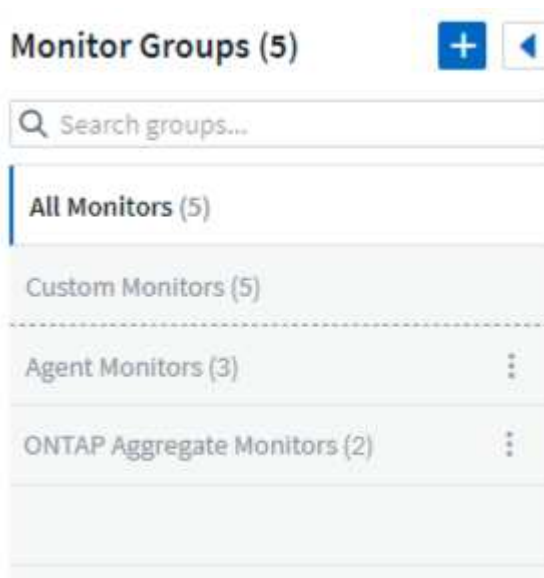 Monitor Groups (5)
Search groups...
All Monitors (5)
Custom Monitors (5)
Agent Monitors (3)
ONTAP Aggregate Monitors (2)